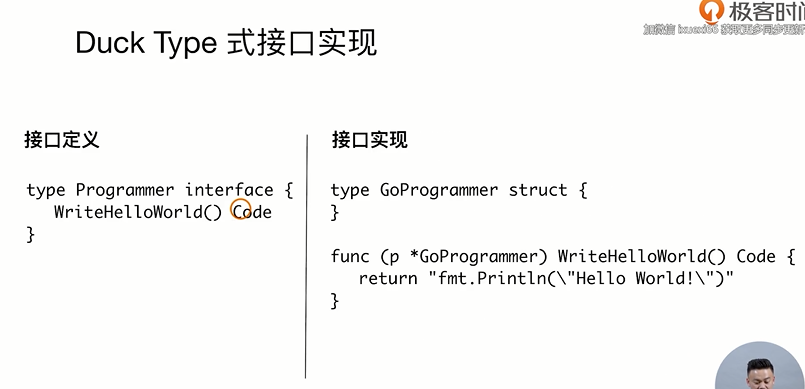 极客时间
加微信 ixuexi66 获取更多同步更新
Duck Type 式接口实现
接口定义
type Programmer interface {
WriteHelloWorld() Code
}
接口实现
type GoProgrammer struct {
}
func (p *GoProgrammer) WriteHelloWorld() Code {
return "fmt.Println(\"Hello World!\")"
}